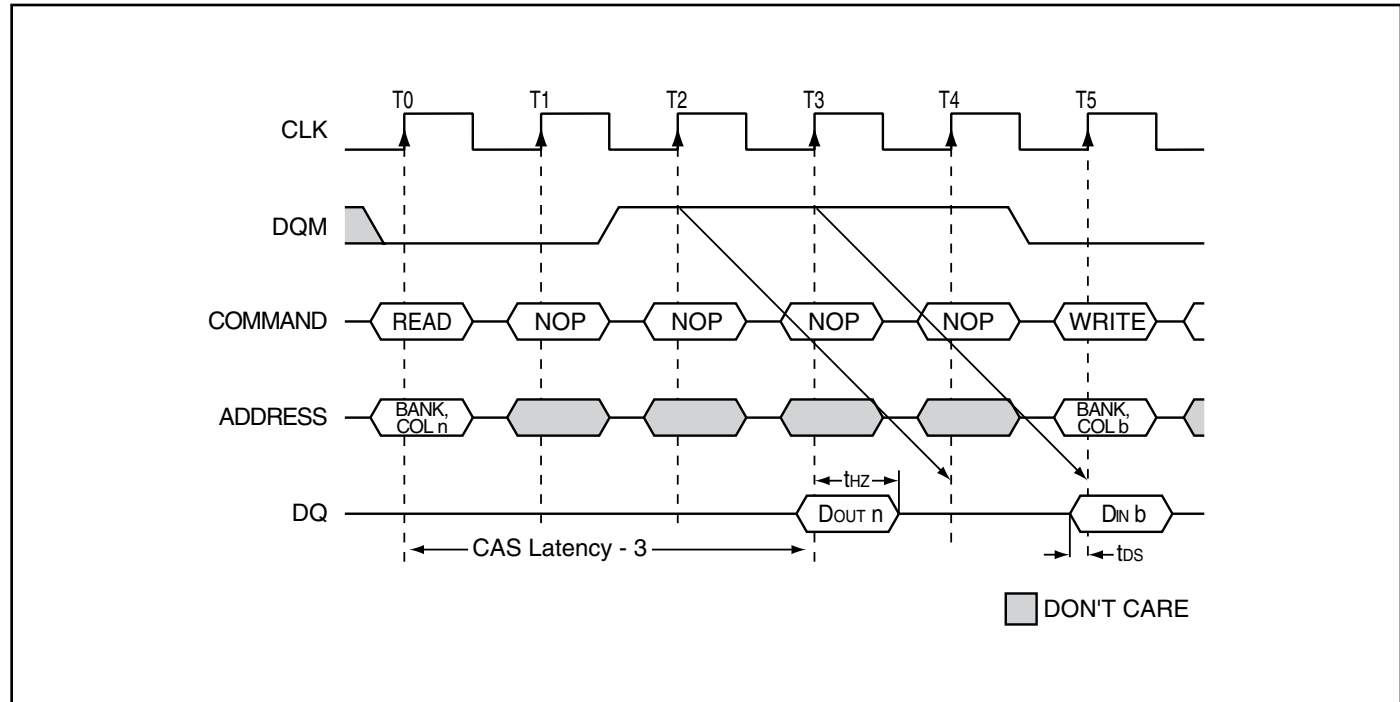 T0 T1 T2 T3 T4 T5
CLK
DQM
COMMAND READ NOP NOP NOP NOP WRITE
ADDRESS BANK, COL n BANK, COL b
tHZ
DQ DOUT n DIN b
CAS Latency - 3 tDS
DON'T CARE